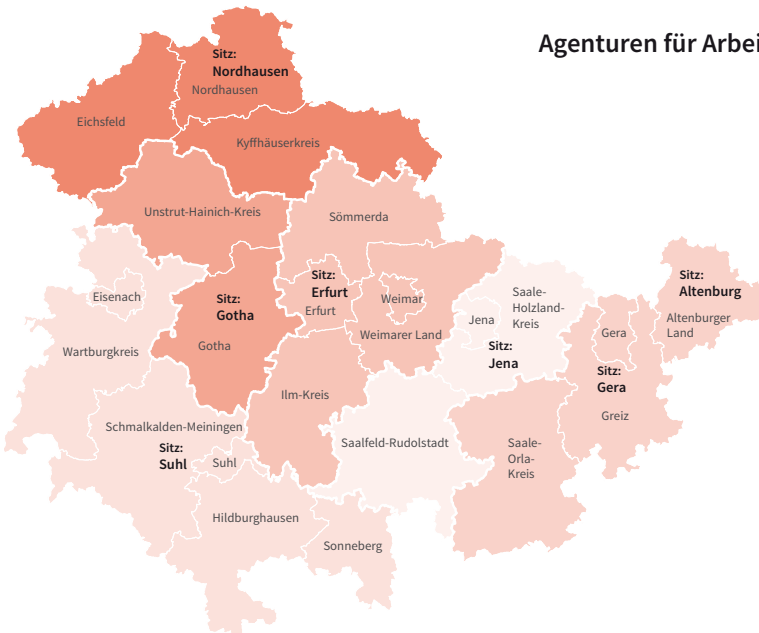 Agenturen für Arbei
Sitz:
Nordhausen
Nordhausen
Eichsfeld
Kyffhäuserkreis
Unstrut-Hainich-Kreis
Sömmerda
Sitz:
Erfurt
Erfurt
Weimar
Weimarer Land
Eisenach
Sitz:
Gotha
Gotha
Wartburgkreis
Saale-
Holzland-
Kreis
Jena
Sitz:
Jena
Sitz:
Altenburg
Altenburger
Land
Gera
Sitz:
Gera
Greiz
Ilm-Kreis
Schmalkalden-Meiningen
Sitz:
Suhl
Suhl
Saalfeld-Rudolstadt
Saale-
Orla-
Kreis
Hildburghausen
Sonneberg